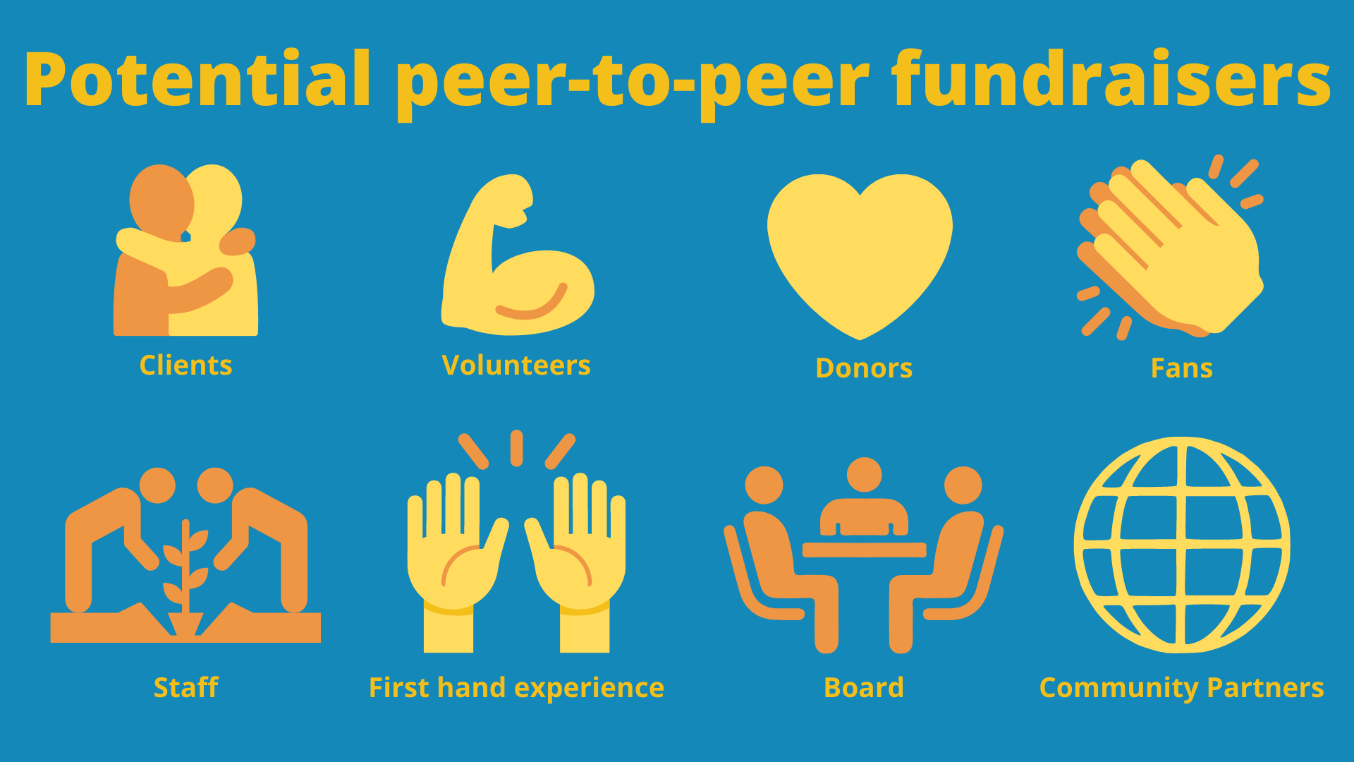 Potential peer-to-peer fundraisers
Clients
Volunteers
Donors
Fans
Staff
First hand experience
Board
Community Partners